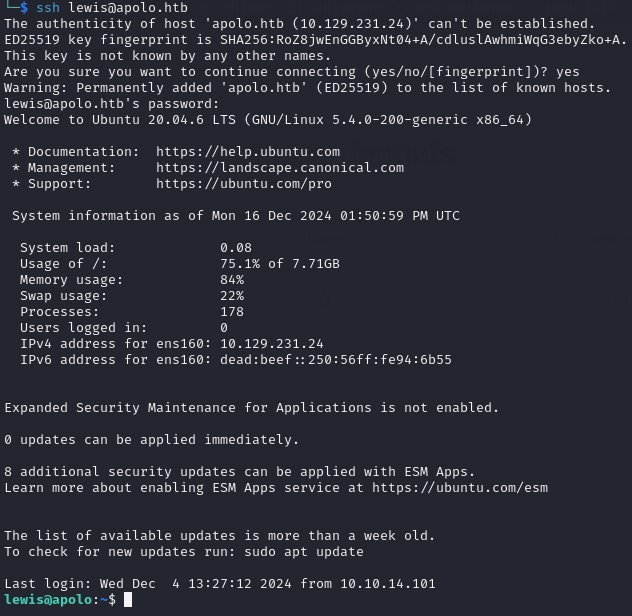 └─$ ssh lewis@apolo.htb
The authenticity of host 'apolo.htb (10.129.231.24)' can't be established.
ED25519 key fingerprint is SHA256:RoZ8jwEnGGByxNt04+A/cdluslAwhmiWqG3ebyZko+A.
This key is not known by any other names.
Are you sure you want to continue connecting (yes/no/[fingerprint])? yes
Warning: Permanently added 'apolo.htb' (ED25519) to the list of known hosts.
lewis@apolo.htb's password:
Welcome to Ubuntu 20.04.6 LTS (GNU/Linux 5.4.0-200-generic x86_64)
* Documentation: https://help.ubuntu.com
* Management: https://landscape.canonical.com
* Support: https://ubuntu.com/pro
System information as of Mon 16 Dec 2024 01:50:59 PM UTC
System load: 0.08
Usage of /: 75.1% of 7.71GB
Memory usage: 84%
Swap usage: 22%
Processes: 178
Users logged in: 0
IPv4 address for ens160: 10.129.231.24
IPv6 address for ens160: dead:beef::250:56ff:fe94:6b55
Expanded Security Maintenance for Applications is not enabled.
0 updates can be applied immediately.
8 additional security updates can be applied with ESM Apps.
Learn more about enabling ESM Apps service at https://ubuntu.com/esm
The list of available updates is more than a week old.
To check for new updates run: sudo apt update
Last login: Wed Dec  4 13:27:12 2024 from 10.10.14.101
lewis@apolo:~$